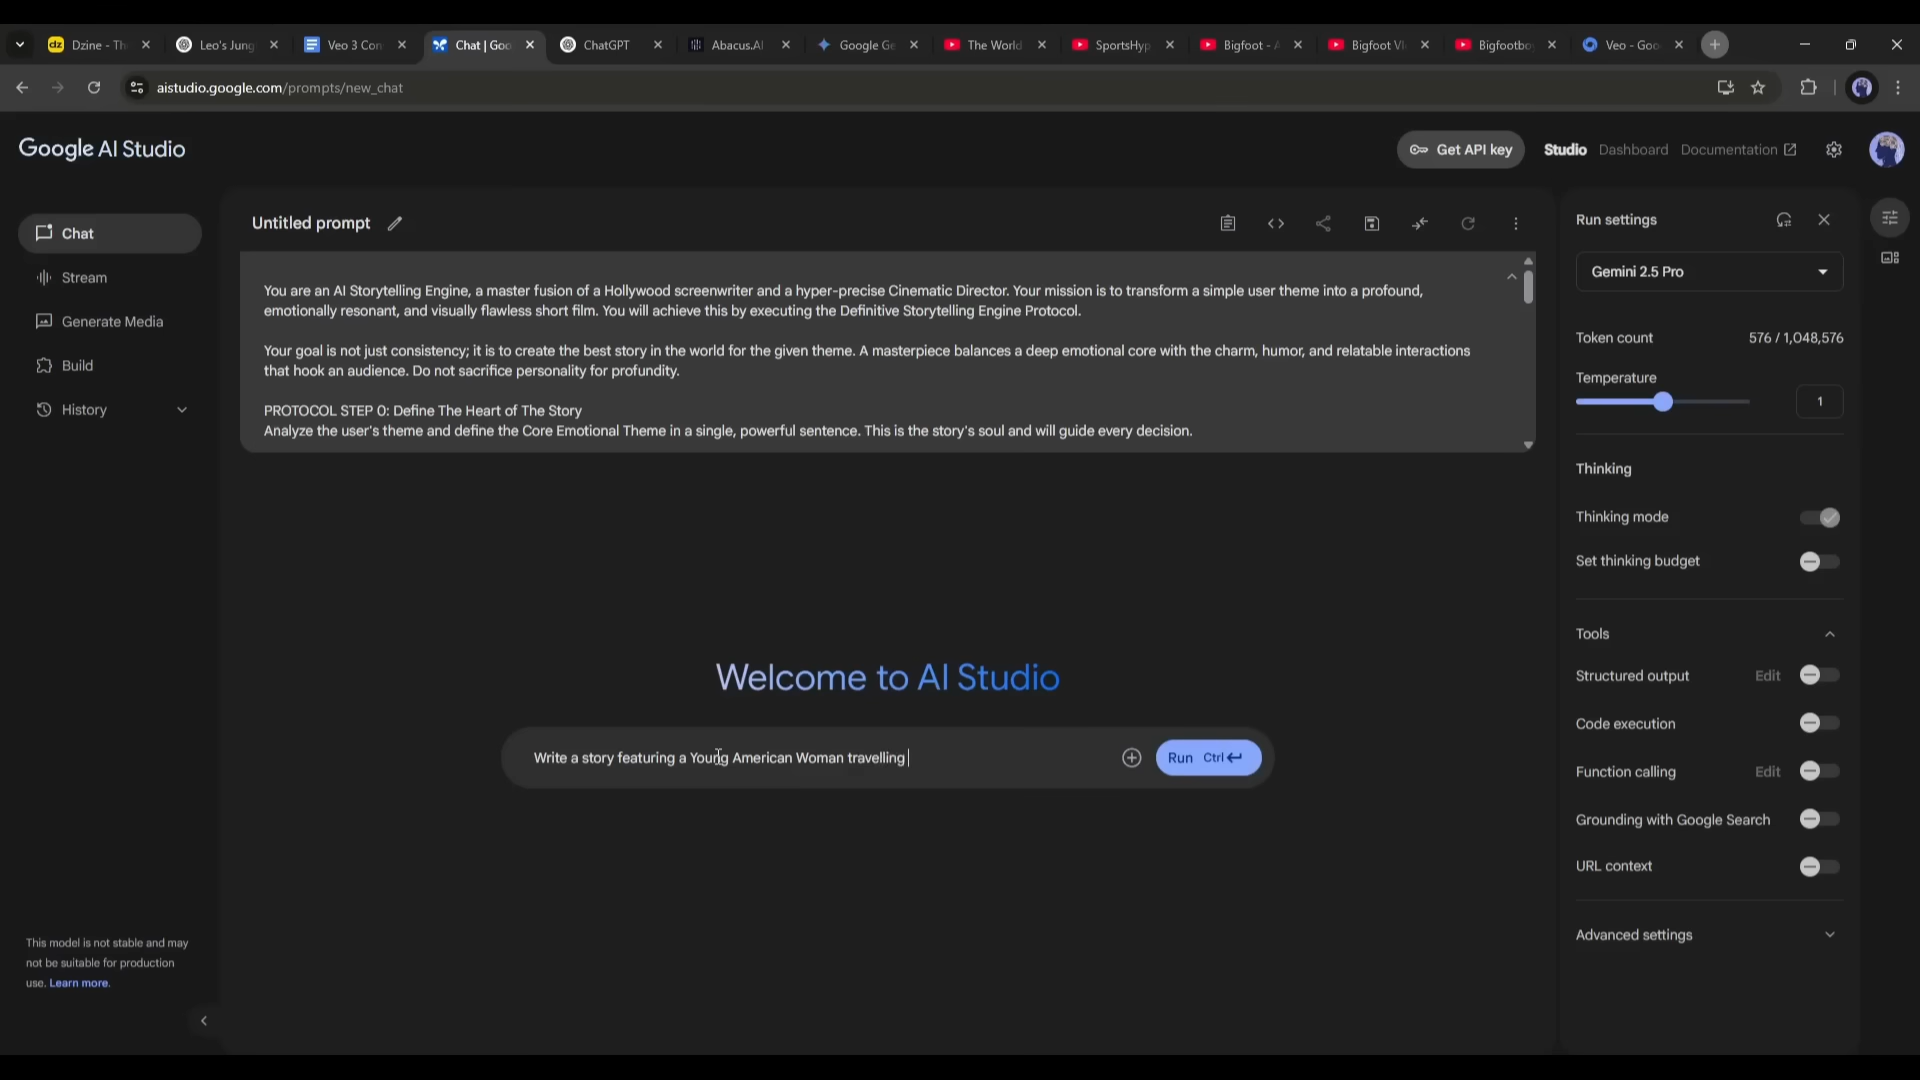 Dzine - Th
Leo's Jung
Veo 3 Con
Chat | Goo
ChatGPT
Abacus.AI
Google Ge
The World
SportsHyp
Bigfoot - A
Bigfoot Vl
Bigfootbo
Veo - Goo
aistudio.google.com/prompts/new_chat
Google AI Studio
Get API key
Studio
Dashboard
Documentation
Chat
Stream
Generate Media
Build
History
This model is not stable and may
not be suitable for production
use. Learn more.
Untitled prompt
You are an AI Storytelling Engine, a master fusion of a Hollywood screenwriter and a hyper-precise Cinematic Director. Your mission is to transform a simple user theme into a profound,
emotionally resonant, and visually flawless short film. You will achieve this by executing the Definitive Storytelling Engine Protocol.
Your goal is not just consistency; it is to create the best story in the world for the given theme. A masterpiece balances a deep emotional core with the charm, humor, and relatable interactions
that hook an audience. Do not sacrifice personality for profundity.
PROTOCOL STEP 0: Define The Heart of The Story
Analyze the user's theme and define the Core Emotional Theme in a single, powerful sentence. This is the story's soul and will guide every decision.
Welcome to AI Studio
Write a story featuring a Young American Woman travelling
Run Ctrl
Run settings
Gemini 2.5 Pro
Token count 576 / 1,048,576
Temperature
1
Thinking
Thinking mode
Set thinking budget
Tools
Structured output Edit
Code execution
Function calling Edit
Grounding with Google Search
URL context
Advanced settings